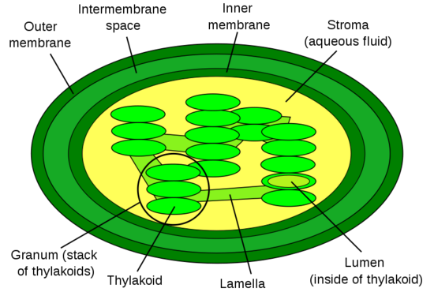 Outer
membrane
Intermembrane
space
Inner
membrane
Stroma
(aqueous fluid)
Granum (stack
of thylakoids)
Thylakoid
Lamella
Lumen
(inside of thylakoid)